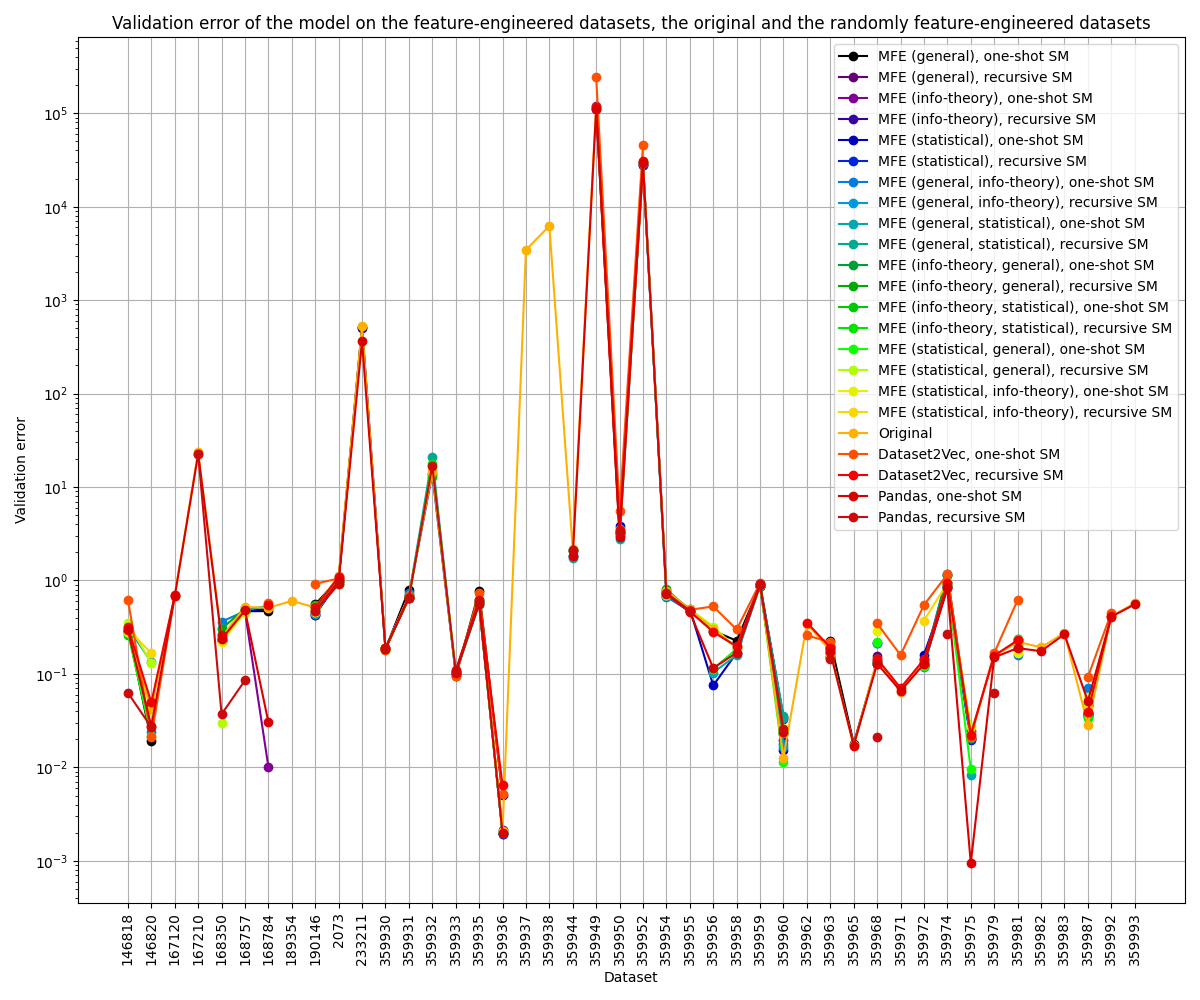 Validation error of the model on the feature-engineered datasets, the original and the randomly feature-engineered datasets
MFE (general), one-shot SM
MFE (general), recursive SM
MFE (info-theory), one-shot SM
MFE (info-theory), recursive SM
MFE (statistical), one-shot SM
MFE (statistical), recursive SM
MFE (general, info-theory), one-shot SM
MFE (general, info-theory), recursive SM
MFE (general, statistical), one-shot SM
MFE (general, statistical), recursive SM
MFE (info-theory, general), one-shot SM
MFE (info-theory, general), recursive SM
MFE (info-theory, statistical), one-shot SM
MFE (info-theory, statistical), recursive SM
MFE (statistical, general), one-shot SM
MFE (statistical, general), recursive SM
MFE (statistical, info-theory), one-shot SM
MFE (statistical, info-theory), recursive SM
Original
Dataset2Vec, one-shot SM
Dataset2Vec, recursive SM
Pandas, one-shot SM
Pandas, recursive SM
Validation error
10^5
10^4
10^3
10^2
10^1
10^0
10^-1
10^-2
10^-3
146818
146820
167120
167210
168350
168757
168784
189354
190146
2073
233211
359930
359931
359932
359933
359935
359936
359937
359938
359944
359949
359950
359952
359954
359955
359956
359958
359959
359960
359962
359963
359965
359968
359971
359972
359974
359975
359979
359981
359982
359983
359987
359992
359993
Dataset